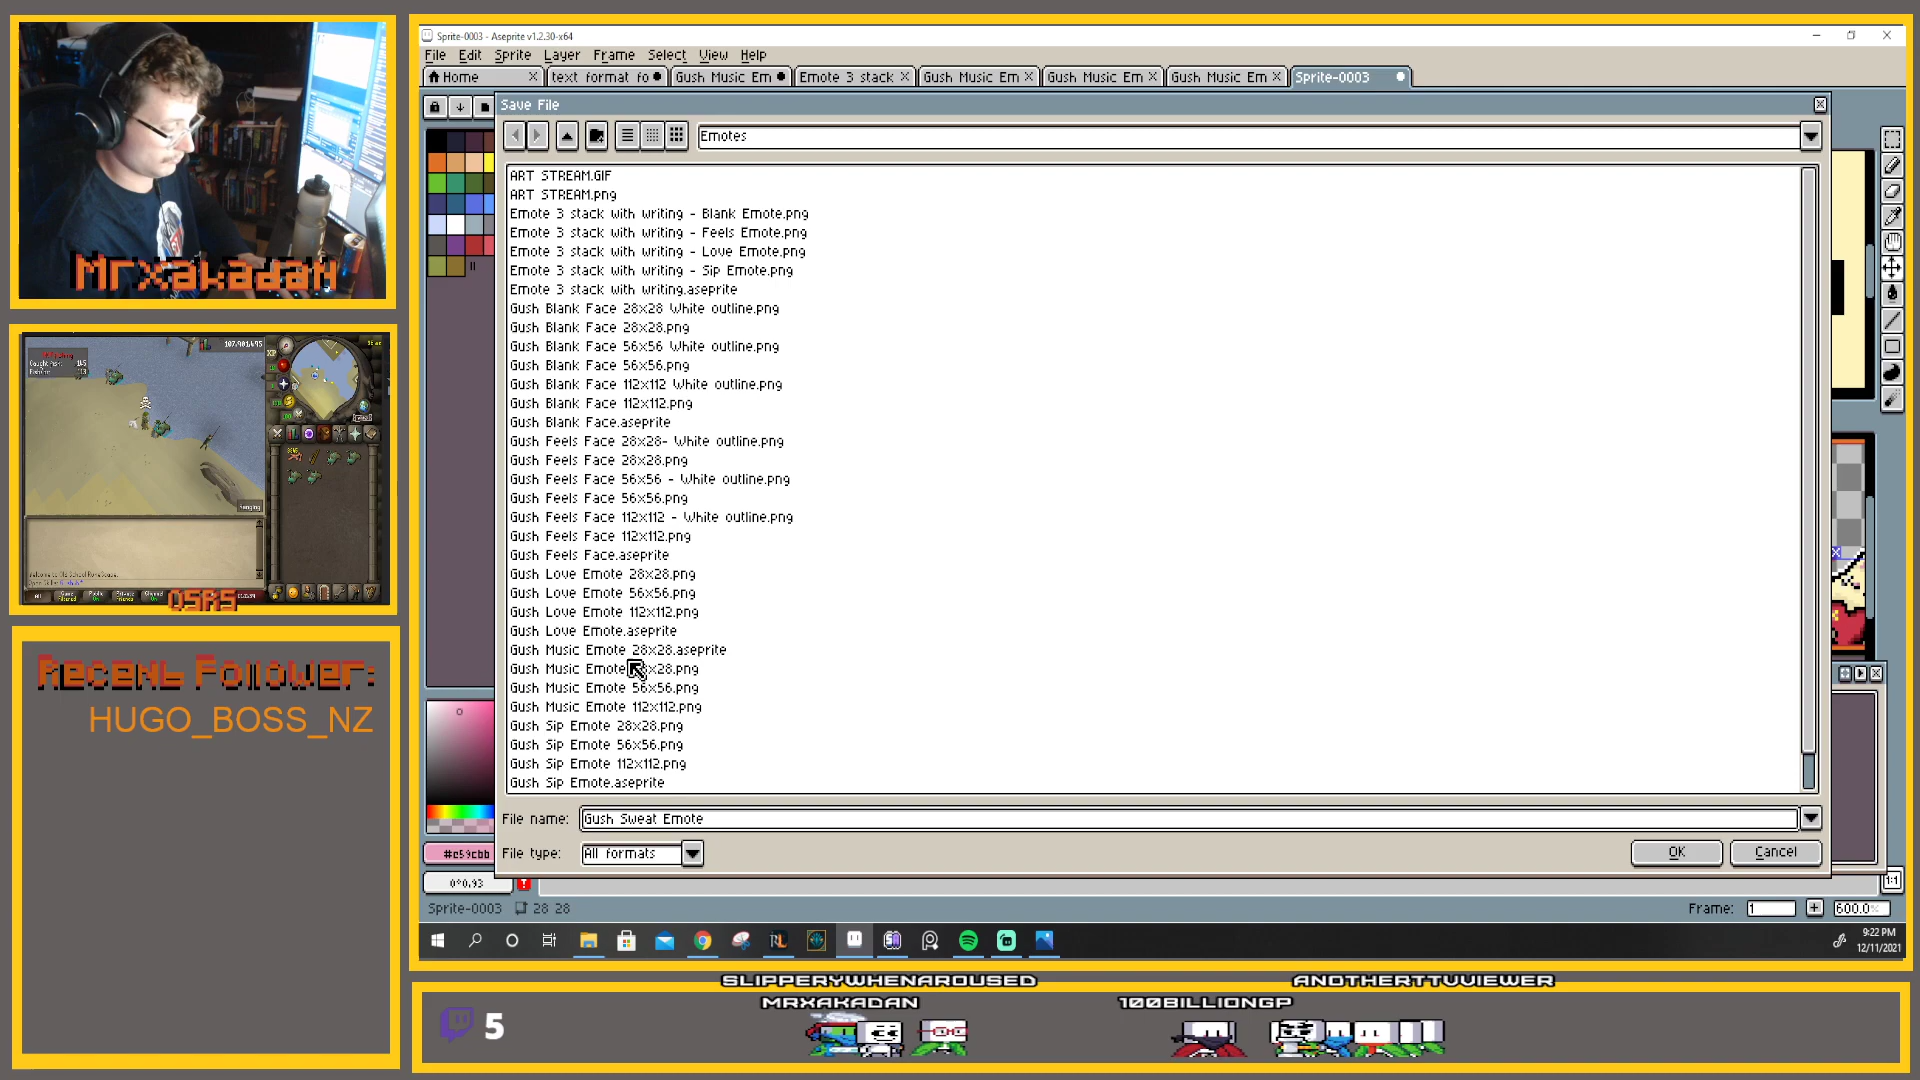 Sprite-0003 - Aseprite v1.2.30-x64
File Edit Sprite Layer Frame Select View Help
Home
text format fo
Gush Music Em
Emote 3 stack
Gush Music Em
Gush Music Em
Gush Music Em
Sprite-0003
Save File
Emotes
ART STREAM.GIF
ART STREAM.png
Emote 3 stack with writing - Blank Emote.png
Emote 3 stack with writing - Feels Emote.png
Emote 3 stack with writing - Love Emote.png
Emote 3 stack with writing - Sip Emote.png
Emote 3 stack with writing.aseprite
Gush Blank Face 28x28 White outline.png
Gush Blank Face 28x28.png
Gush Blank Face 56x56 White outline.png
Gush Blank Face 56x56.png
Gush Blank Face 112x112 White outline.png
Gush Blank Face 112x112.png
Gush Blank Face.aseprite
Gush Feels Face 28x28- White outline.png
Gush Feels Face 28x28.png
Gush Feels Face 56x56 - White outline.png
Gush Feels Face 56x56.png
Gush Feels Face 112x112 - White outline.png
Gush Feels Face 112x112.png
Gush Feels Face.aseprite
Gush Love Emote 28x28.png
Gush Love Emote 56x56.png
Gush Love Emote 112x112.png
Gush Love Emote.aseprite
Gush Music Emote 28x28.aseprite
Gush Music Emote x28.png
Gush Music Emote 56x56.png
Gush Music Emote 112x112.png
Gush Sip Emote 28x28.png
Gush Sip Emote 56x56.png
Gush Sip Emote 112x112.png
Gush Sip Emote.aseprite
File name: Gush Sweat Emote
File type: All formats
OK
Cancel
#e59cbb
Sprite-0003 28 28
Frame: 1
600.0
1:1
9:22 PM
12/11/2021
Mrxakadan
OSRS
Recent Follower:
HUGO_BOSS_NZ
5
SLIPPERYWHENAROUSED
ANOTHERTTVVIEWER
MRXAKADAN
100BILLIONGP